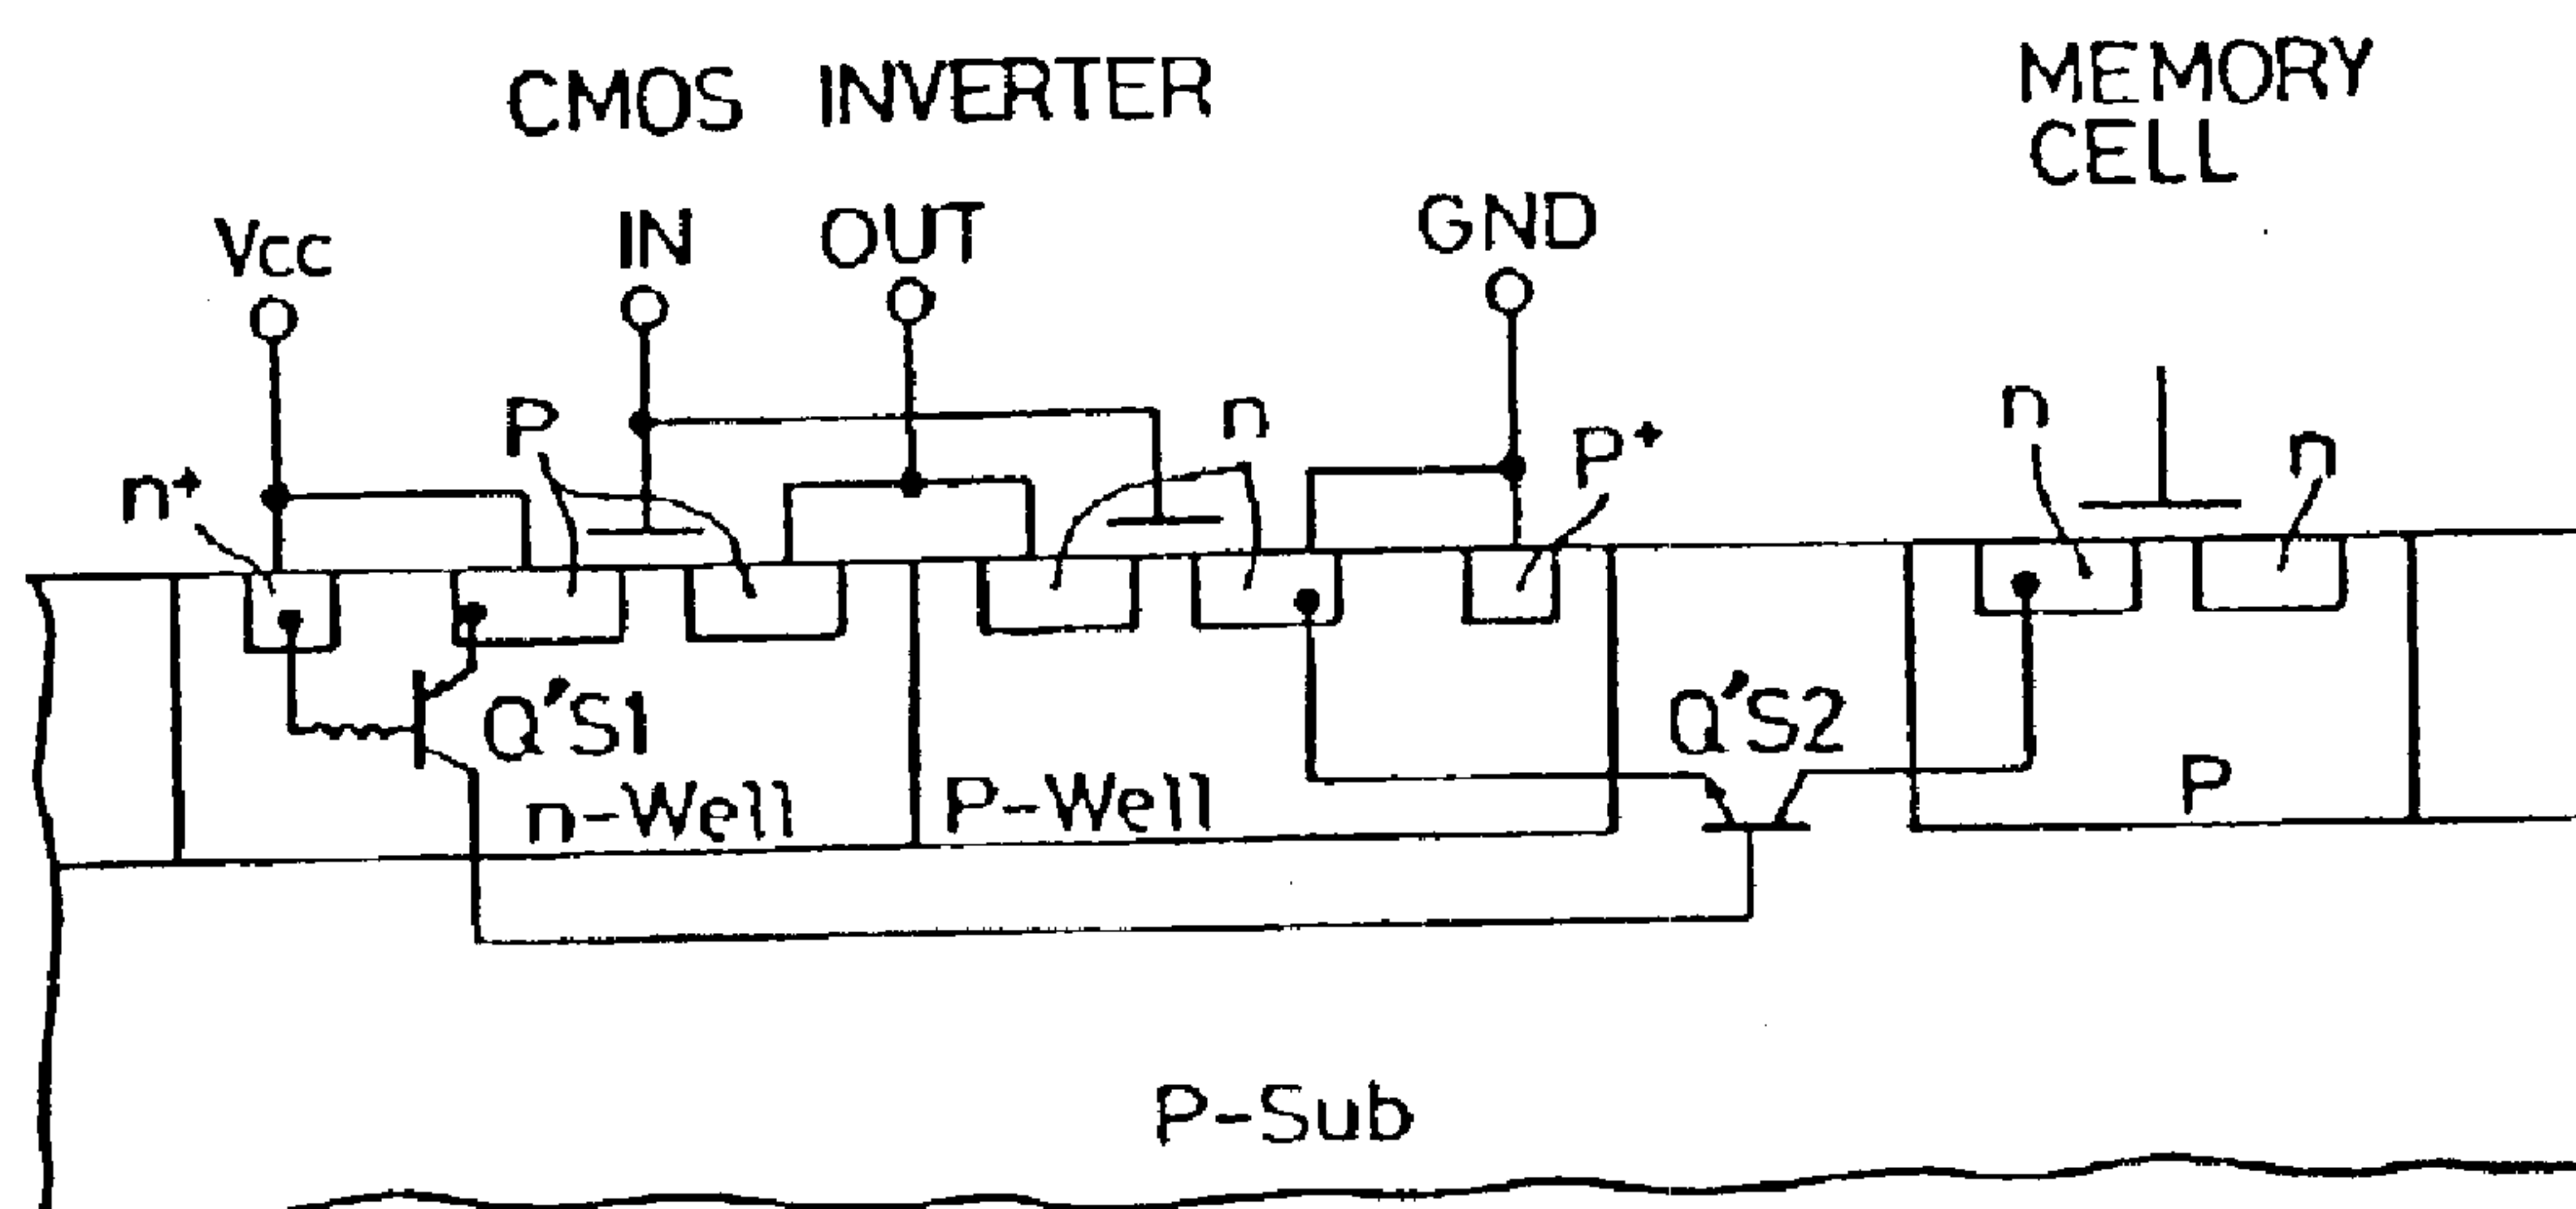 CMOS INVERTER
MEMORY
CELL
Vcc
IN
OUT
GND
n+
P
n
P+
n
n
Q'S1
Q'S2
n-Well
P-Well
P
P-Sub